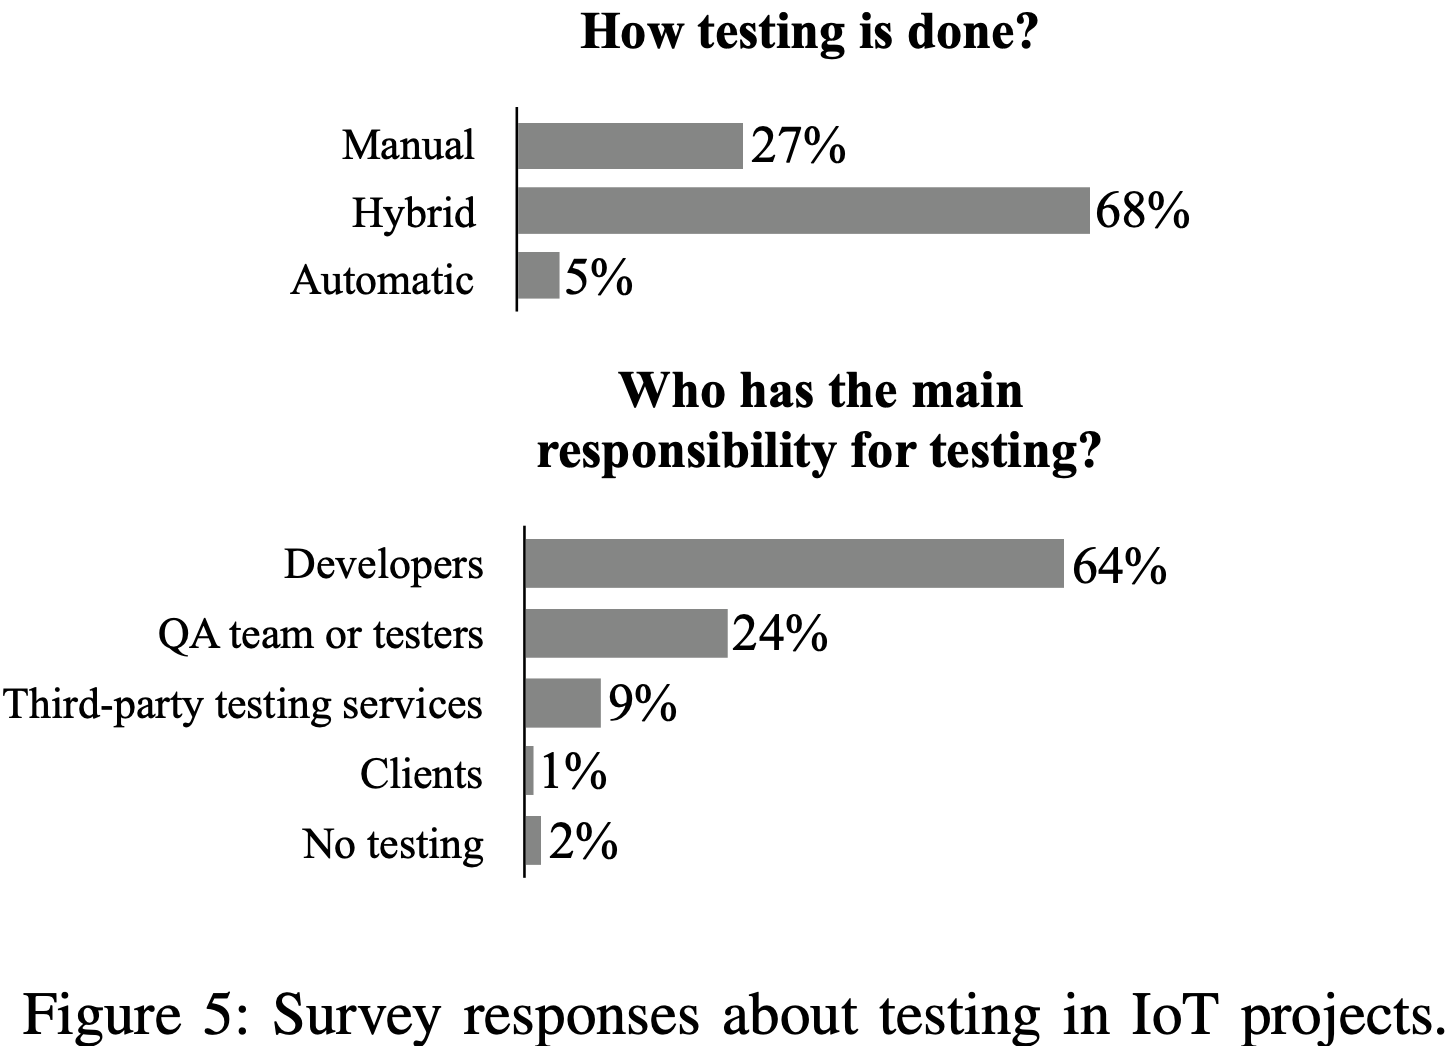 How testing is done?
Manual 27%
Hybrid 68%
Automatic 5%
Who has the main
responsibility for testing?
Developers 64%
QA team or testers 24%
Third-party testing services 9%
Clients 1%
No testing 2%
Figure 5: Survey responses about testing in IoT projects.